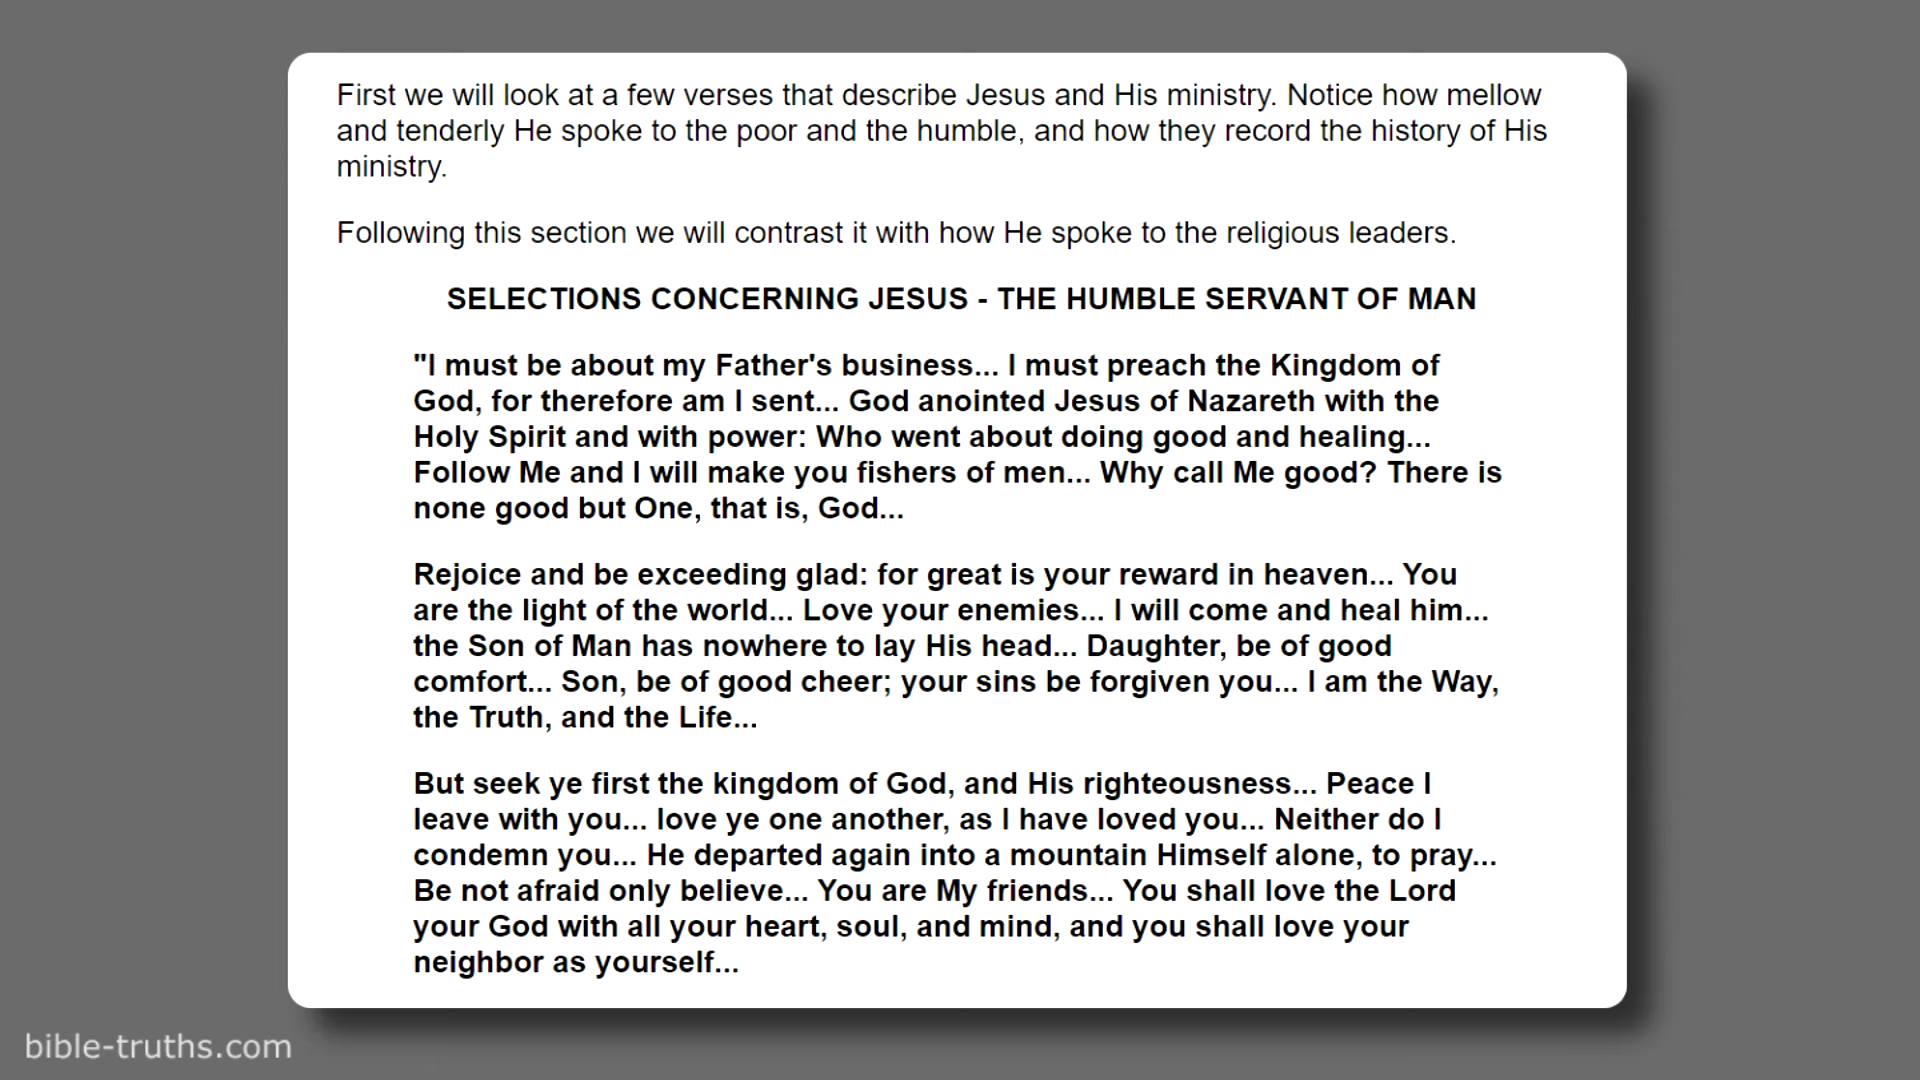 First we will look at a few verses that describe Jesus and His ministry. Notice how mellow
and tenderly He spoke to the poor and the humble, and how they record the history of His
ministry.
Following this section we will contrast it with how He spoke to the religious leaders.
SELECTIONS CONCERNING JESUS - THE HUMBLE SERVANT OF MAN
"I must be about my Father's business... I must preach the Kingdom of
God, for therefore am I sent... God anointed Jesus of Nazareth with the
Holy Spirit and with power: Who went about doing good and healing...
Follow Me and I will make you fishers of men... Why call Me good? There is
none good but One, that is, God...
Rejoice and be exceeding glad: for great is your reward in heaven... You
are the light of the world... Love your enemies... I will come and heal him...
the Son of Man has nowhere to lay His head... Daughter, be of good
comfort... Son, be of good cheer; your sins be forgiven you... I am the Way,
the Truth, and the Life...
But seek ye first the kingdom of God, and His righteousness... Peace I
leave with you... love ye one another, as I have loved you... Neither do I
condemn you... He departed again into a mountain Himself alone, to pray...
Be not afraid only believe... You are My friends... You shall love the Lord
your God with all your heart, soul, and mind, and you shall love your
neighbor as yourself...
bible-truths.com